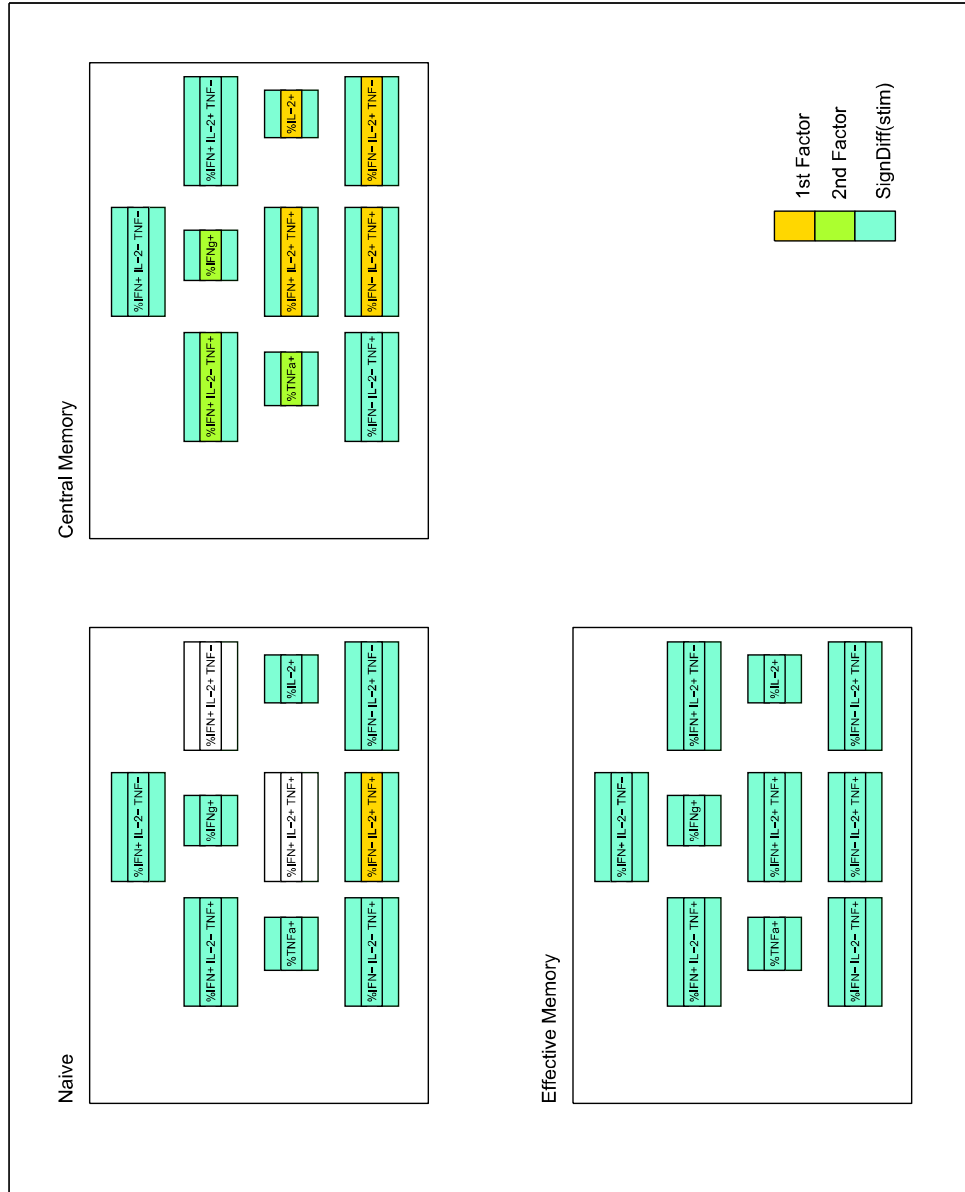 Naive
%IFN+ IL−2− TNF−
%IFN+ IL−2− TNF+
%IFNg+
%IFN+ IL−2+ TNF−
%TNFa+
%IFN+ IL−2+ TNF+
%IL−2+
%IFN− IL−2− TNF+
%IFN− IL−2+ TNF+
%IFN− IL−2+ TNF−
Central Memory
%IFN+ IL−2− TNF−
%IFN+ IL−2− TNF+
%IFNg+
%IFN+ IL−2+ TNF−
%TNFa+
%IFN+ IL−2+ TNF+
%IL−2+
%IFN− IL−2− TNF+
%IFN− IL−2+ TNF+
%IFN− IL−2+ TNF−
Effective Memory
%IFN+ IL−2− TNF−
%IFN+ IL−2− TNF+
%IFNg+
%IFN+ IL−2+ TNF−
%TNFa+
%IFN+ IL−2+ TNF+
%IL−2+
%IFN− IL−2− TNF+
%IFN− IL−2+ TNF+
%IFN− IL−2+ TNF−
1st Factor
2nd Factor
SignDiff(stim)